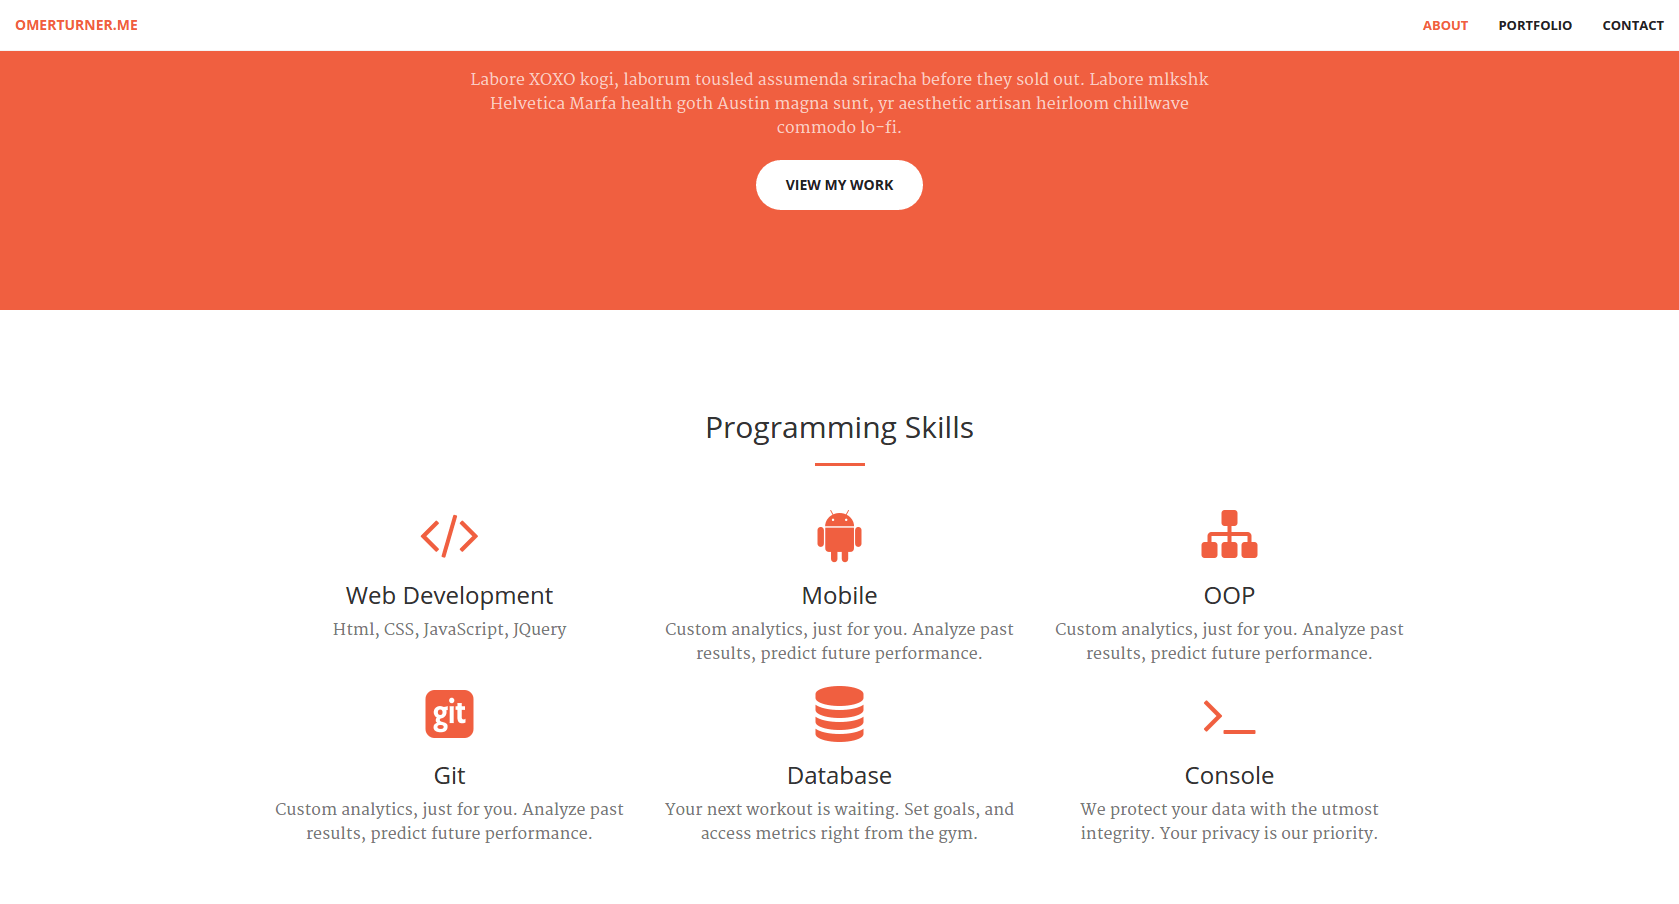 OMERTURNER.ME
ABOUT PORTFOLIO CONTACT
Labore XOXO kogi, laborum tousled assumenda sriracha before they sold out. Labore mlkshk
Helvetica Marfa health goth Austin magna sunt, yr aesthetic artisan heirloom chillwave
commodo lo-fi.
VIEW MY WORK
Programming Skills
Web Development
Html, CSS, JavaScript, JQuery
Mobile
Custom analytics, just for you. Analyze past
results, predict future performance.
OOP
Custom analytics, just for you. Analyze past
results, predict future performance.
git
Git
Custom analytics, just for you. Analyze past
results, predict future performance.
Database
Your next workout is waiting. Set goals, and
access metrics right from the gym.
Console
We protect your data with the utmost
integrity. Your privacy is our priority.